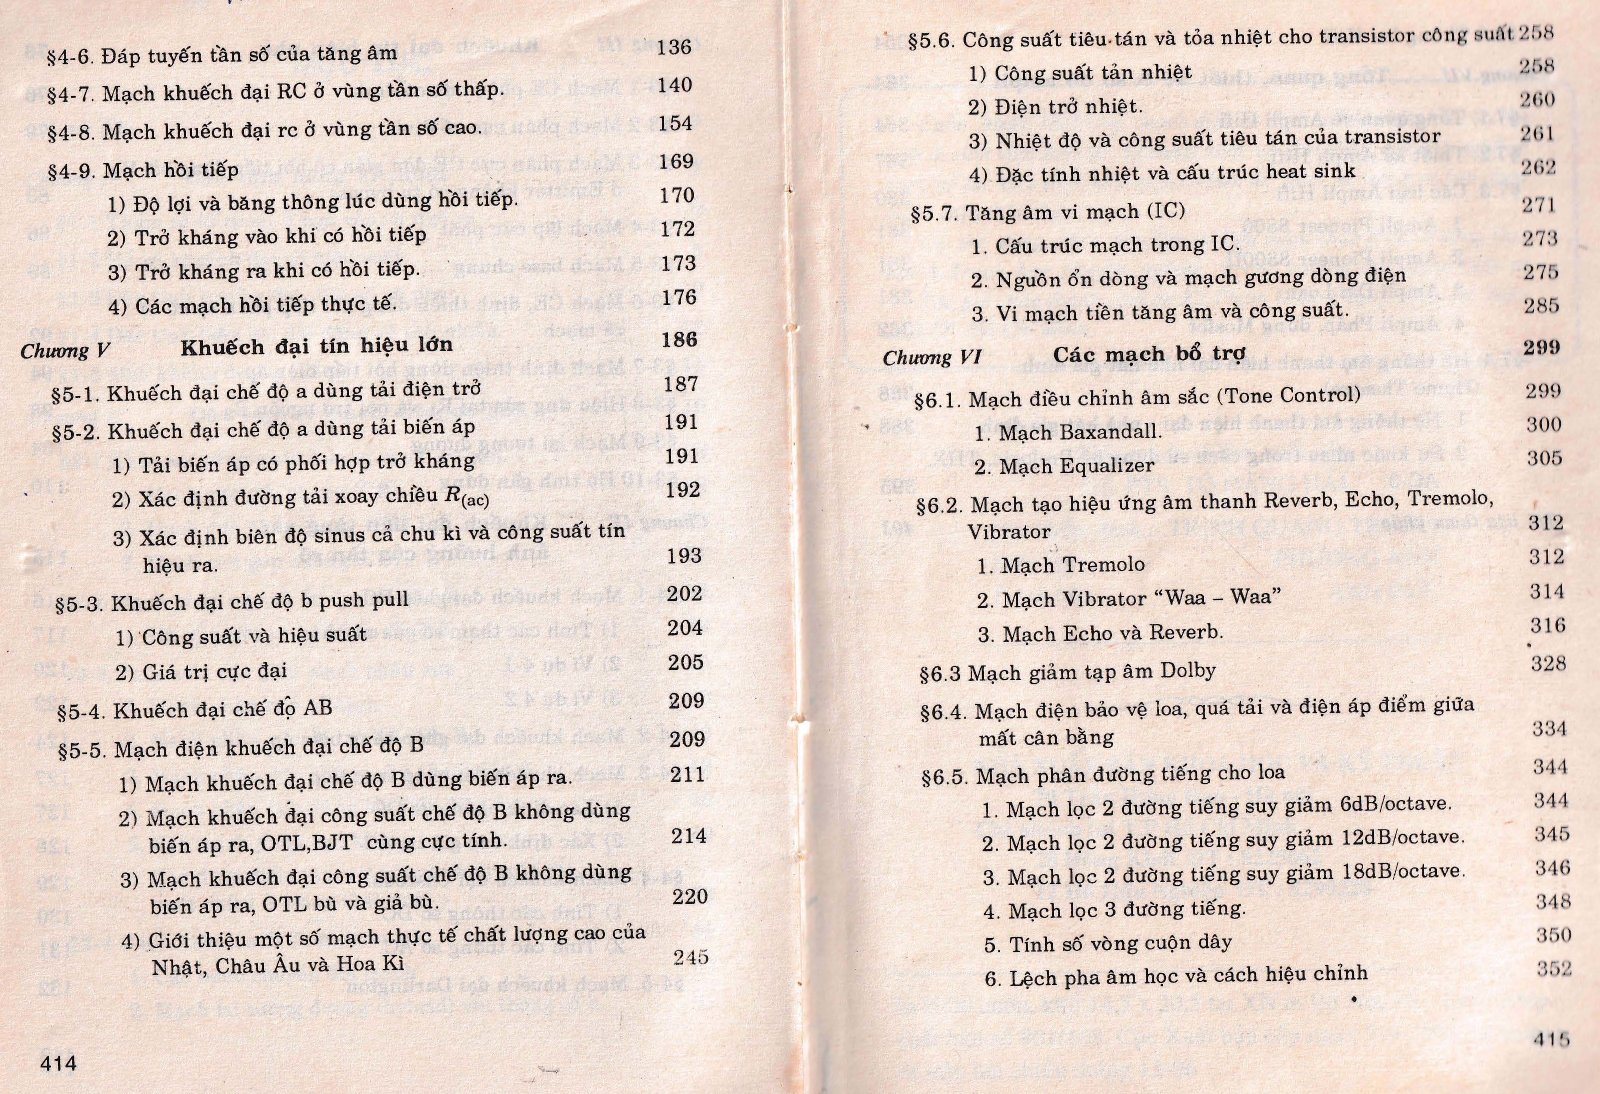 §4-6. Đáp tuyến tần số của tăng âm 136
§4-7. Mạch khuếch đại RC ở vùng tần số thấp. 140
§4-8. Mạch khuếch đại rc ở vùng tần số cao. 154
§4-9. Mạch hồi tiếp 169
1) Độ lợi và băng thông lúc dùng hồi tiếp. 170
2) Trở kháng vào khi có hồi tiếp 172
3) Trở kháng ra khi có hồi tiếp. 173
4) Các mạch hồi tiếp thực tế. 176
Chương V Khuếch đại tín hiệu lớn 186
§5-1. Khuếch đại chế độ a dùng tải điện trở 187
§5-2. Khuếch đại chế độ a dùng tải biến áp 191
1) Tải biến áp có phối hợp trở kháng 191
2) Xác định đường tải xoay chiều R(ac) 192
3) Xác định biên độ sinus cả chu kì và công suất tín
hiệu ra. 193
§5-3. Khuếch đại chế độ b push pull 202
1) Công suất và hiệu suất 204
2) Giá trị cực đại 205
§5-4. Khuếch đại chế độ AB 209
§5-5. Mạch điện khuếch đại chế độ B 209
1) Mạch khuếch đại chế độ B dùng biến áp ra. 211
2) Mạch khuếch đại công suất chế độ B không dùng
biến áp ra, OTL,BJT cùng cực tính. 214
3) Mạch khuếch đại công suất chế độ B không dùng
biến áp ra, OTL bù và giả bù. 220
4) Giới thiệu một số mạch thực tế chất lượng cao của
Nhật, Châu Âu và Hoa Kì 245
414
§5.6. Công suất tiêu tán và tỏa nhiệt cho transistor công suất 258
1) Công suất tản nhiệt 258
2) Điện trở nhiệt. 260
3) Nhiệt độ và công suất tiêu tán của transistor 261
4) Đặc tính nhiệt và cấu trúc heat sink 262
§5.7. Tăng âm vi mạch (IC) 271
1. Cấu trúc mạch trong IC. 273
2. Nguồn ổn dòng và mạch gương dòng điện 275
3. Vi mạch tiền tăng âm và công suất. 285
Chương VI Các mạch bổ trợ 299
§6.1. Mạch điều chỉnh âm sắc (Tone Control) 299
1. Mạch Baxandall. 300
2. Mạch Equalizer 305
§6.2. Mạch tạo hiệu ứng âm thanh Reverb, Echo, Tremolo,
Vibrator 312
1. Mạch Tremolo 312
2. Mạch Vibrator “Waa – Waa” 314
3. Mạch Echo và Reverb. 316
§6.3 Mạch giảm tạp âm Dolby 328
§6.4. Mạch điện bảo vệ loa, quá tải và điện áp điểm giữa
mất cân bằng 334
§6.5. Mạch phân đường tiếng cho loa 344
1. Mạch lọc 2 đường tiếng suy giảm 6dB/octave. 344
2. Mạch lọc 2 đường tiếng suy giảm 12dB/octave. 345
3. Mạch lọc 2 đường tiếng suy giảm 18dB/octave. 346
4. Mạch lọc 3 đường tiếng. 348
5. Tính số vòng cuộn dây 350
6. Lệch pha âm học và cách hiệu chỉnh 352
415